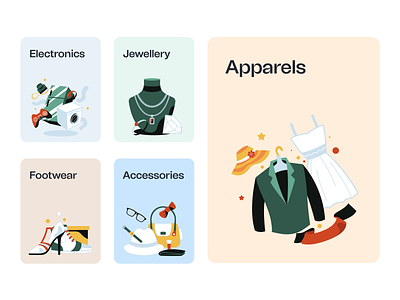 Electronics
Jewellery
Apparels
Footwear
Accessories